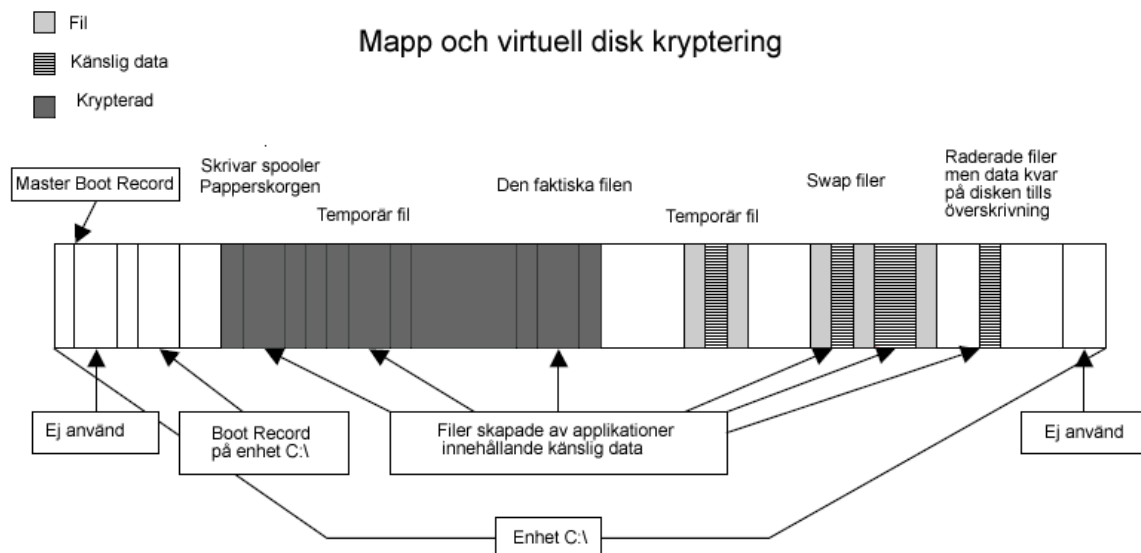 Fil
Mapp och virtuell disk kryptering
Känslig data
Krypterad
Master Boot Record
Skrivar spooler
Papperskorgen
Temporär fil
Den faktiska filen
Temporär fil
Swap filer
Raderade filer
men data kvar
på disken tills
överskrivning
Ej använd
Boot Record
på enhet C:\
Filer skapade av applikationer
innehållande känslig data
Ej använd
Enhet C:\